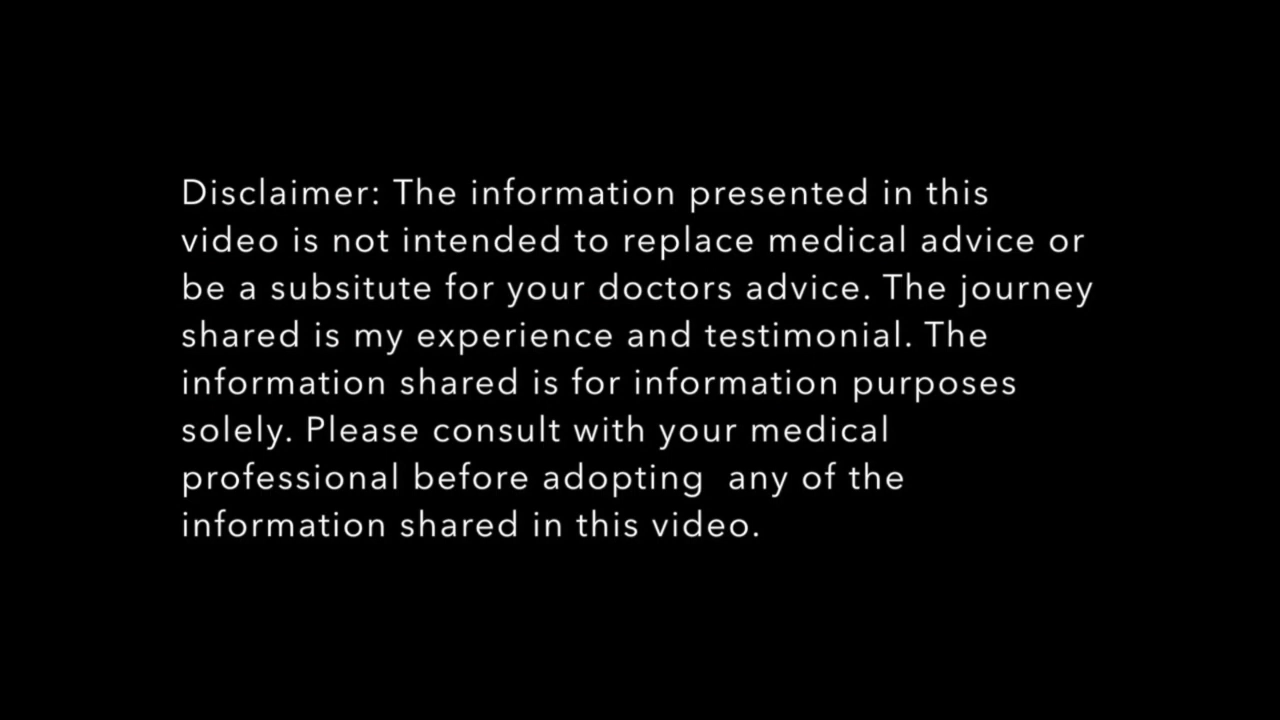 Disclaimer: The information presented in this
video is not intended to replace medical advice or
be a subsitute for your doctors advice. The journey
shared is my experience and testimonial. The
information shared is for information purposes
solely. Please consult with your medical
professional before adopting  any of the
information shared in this video.